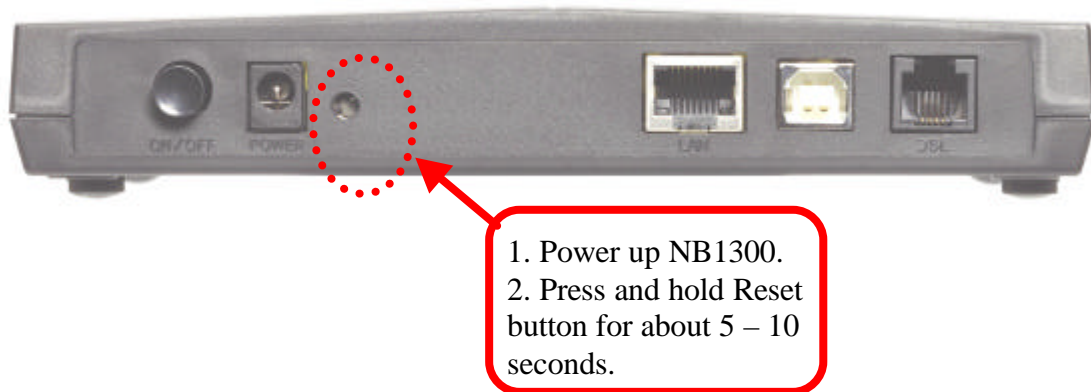 ON/OFF
POWER
LAN
DSL
1. Power up NB1300.
2. Press and hold Reset
button for about 5 – 10
seconds.